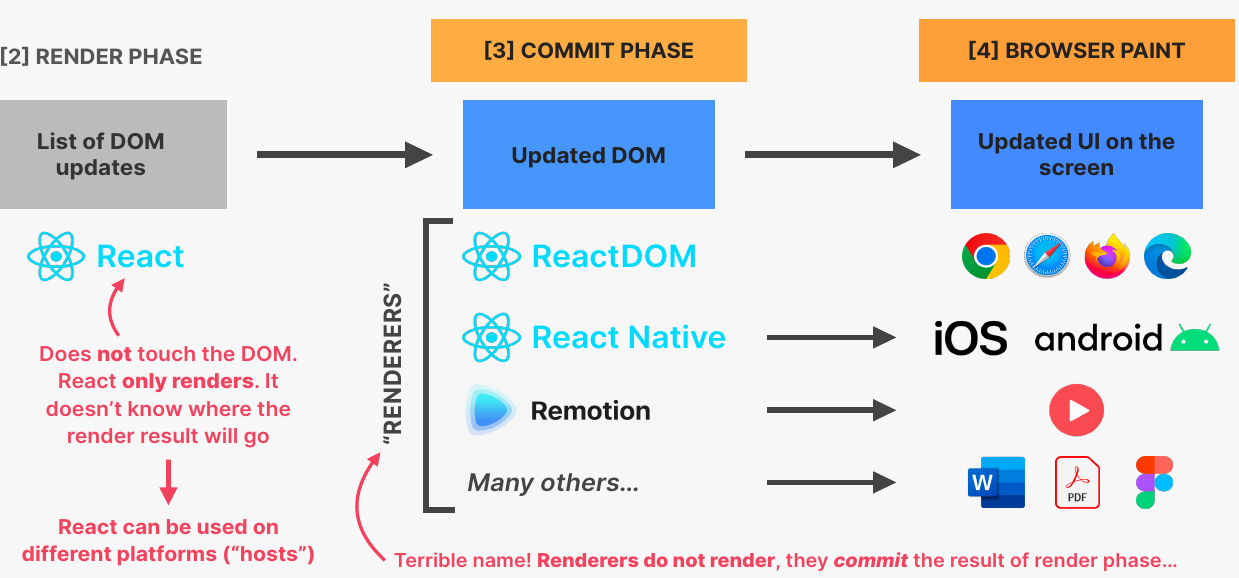 [2] RENDER PHASE
[3] COMMIT PHASE
[4] BROWSER PAINT
List of DOM
updates
Updated DOM
Updated UI on the
screen
React
ReactDOM
"RENDERERS"
React Native
iOS
android
Does not touch the DOM.
React only renders. It
doesn’t know where the
render result will go
Remotion
Many others…
W
PDF
React can be used on
different platforms (“hosts”)
Terrible name! Renderers do not render, they commit the result of render phase…